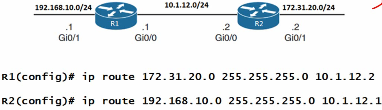 192.168.10.0/24 10.1.12.0/24 172.31.20.0/24
.1 R1 .1 .2 R2 .2
Gi0/1 Gi0/0 Gi0/0 Gi0/1
R1(config)# ip route 172.31.20.0 255.255.255.0 10.1.12.2
R2(config)# ip route 192.168.10.0 255.255.255.0 10.1.12.1